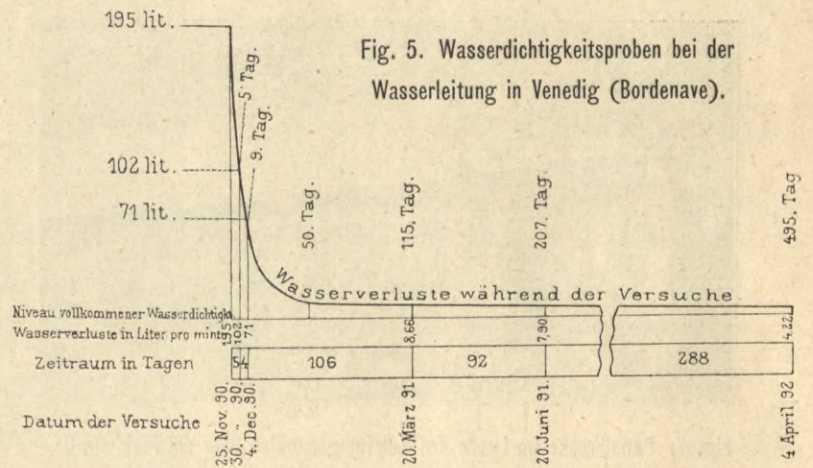 195 lit.
Fig. 5. Wasserdichtigkeitsproben bei der
Wasserleitung in Venedig (Bordenave).
5. Tag.
9. Tag.
102 lit.
71 lit.
50. Tag.
115. Tag.
207. Tag.
495. Tag
Wasserverluste während der Versuche.
Niveau vollkommener Wasserdichtigkt
Wasserverluste in Liter pro minte
195
102
71
8,66
7,90
4,22
Zeitraum in Tagen
5
4
106
92
288
Datum der Versuche
25. Nov. 90.
30. „ 90.
4. Dec. 90.
20. März 91.
20. Juni 91.
4 April 92